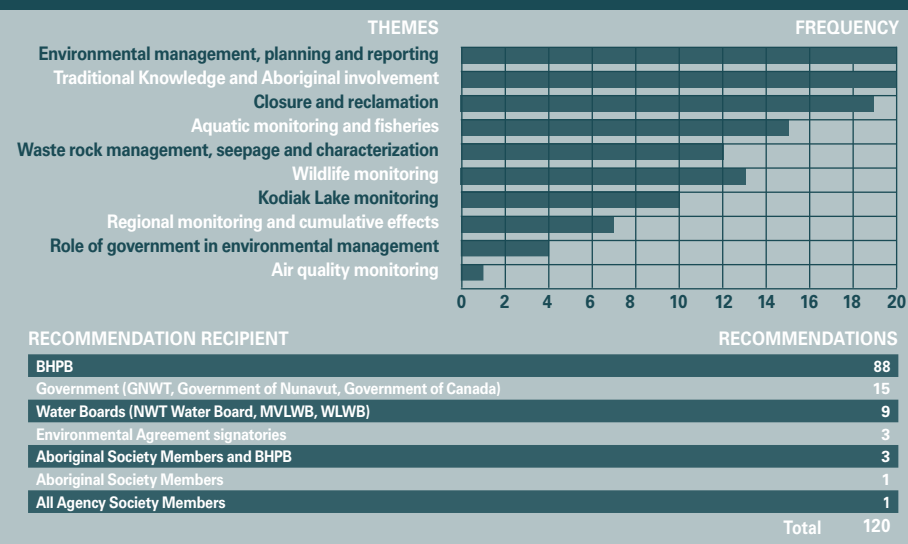 THEMES FREQUENCY
Environmental management, planning and reporting
Traditional Knowledge and Aboriginal involvement
Closure and reclamation
Aquatic monitoring and fisheries
Waste rock management, seepage and characterization
Wildlife monitoring
Kodiak Lake monitoring
Regional monitoring and cumulative effects
Role of government in environmental management
Air quality monitoring
0 2 4 6 8 10 12 14 16 18 20
RECOMMENDATION RECIPIENT RECOMMENDATIONS
BHPB 88
Government (GNWT, Government of Nunavut, Government of Canada) 15
Water Boards (NWT Water Board, MVLWB, WLWB) 9
Environmental Agreement signatories 3
Aboriginal Society Members and BHPB 3
Aboriginal Society Members 1
All Agency Society Members 1
Total 120